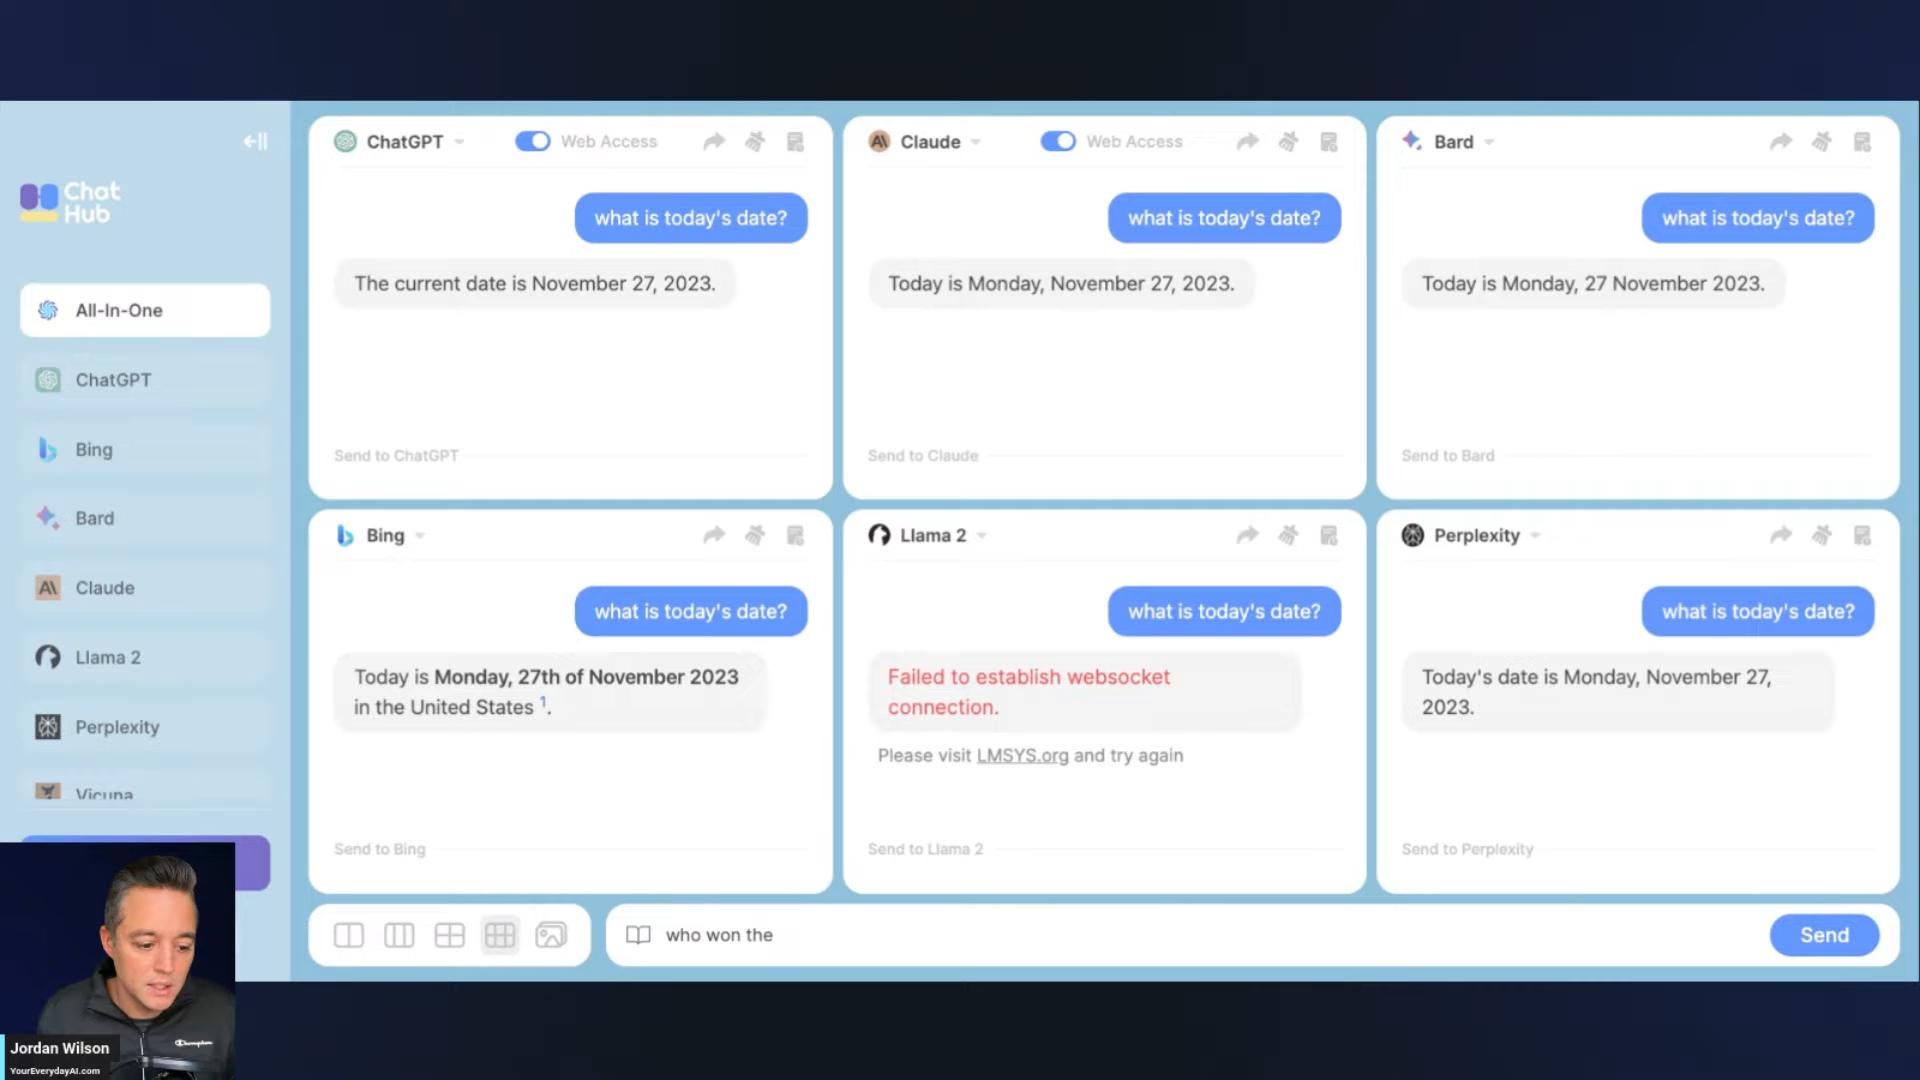 Chat
Hub
All-In-One
ChatGPT
Bing
Bard
Claude
Llama 2
Perplexity
Vicuna
ChatGPT
Web Access
what is today's date?
The current date is November 27, 2023.
Send to ChatGPT
Claude
Web Access
what is today's date?
Today is Monday, November 27, 2023.
Send to Claude
Bard
what is today's date?
Today is Monday, 27 November 2023.
Send to Bard
Bing
what is today's date?
Today is Monday, 27th of November 2023
in the United States 1.
Send to Bing
Llama 2
what is today's date?
Failed to establish websocket
connection.
Please visit LMSYS.org and try again
Send to Llama 2
Perplexity
what is today's date?
Today's date is Monday, November 27,
2023.
Send to Perplexity
who won the
Send
Champion
Jordan Wilson
YourEverydayAI.com